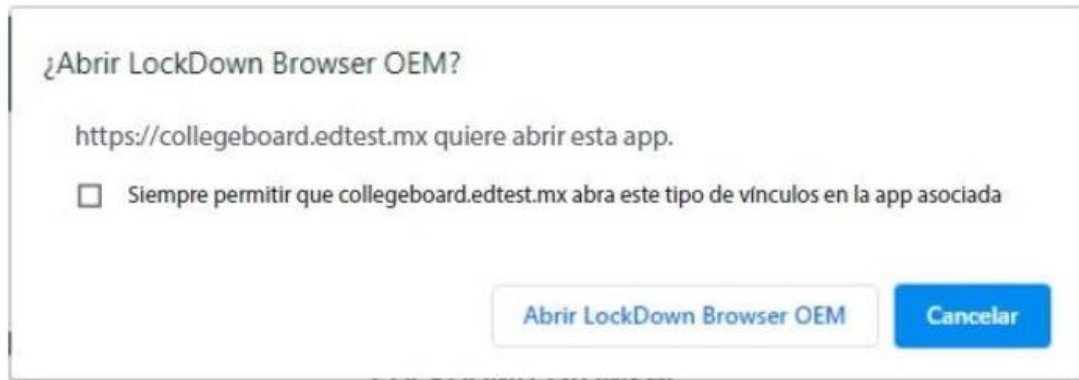 ¿Abrir LockDown Browser OEM?
https://collegeboard.edtest.mx quiere abrir esta app.
Siempre permitir que collegeboard.edtest.mx abra este tipo de vínculos en la app asociada
Abrir LockDown Browser OEM
Cancelar